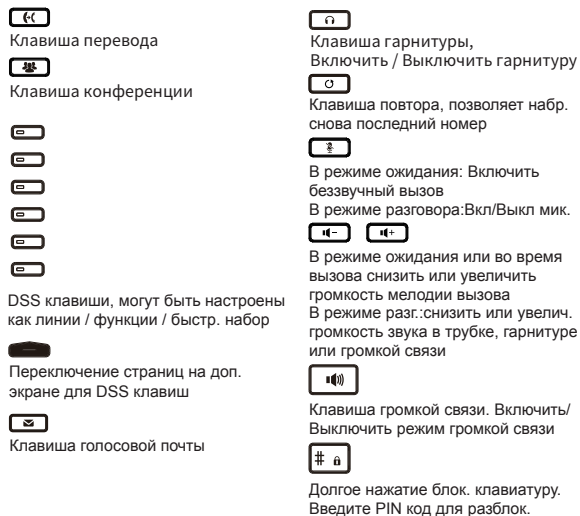 Клавиша перевода
Клавиша конференции
DSS клавиши, могут быть настроены
как линии / функции / быстр. набор
Переключение страниц на доп.
экране для DSS клавиш
Клавиша голосовой почты
Клавиша гарнитуры,
Включить / Выключить гарнитуру
Клавиша повтора, позволяет набр.
снова последний номер
В режиме ожидания: Включить
беззвучный вызов
В режиме разговора:Вкл/Выкл мик.
В режиме ожидания или во время
вызова снизить или увеличить
громкость мелодии вызова
В режиме разг.:снизить или увелич.
громкость звука в трубке, гарнитуре
или громкой связи
Клавиша громкой связи. Включить/
Выключить режим громкой связи
#
Долгое нажатие блок. клавиатуру.
Введите PIN код для разблок.